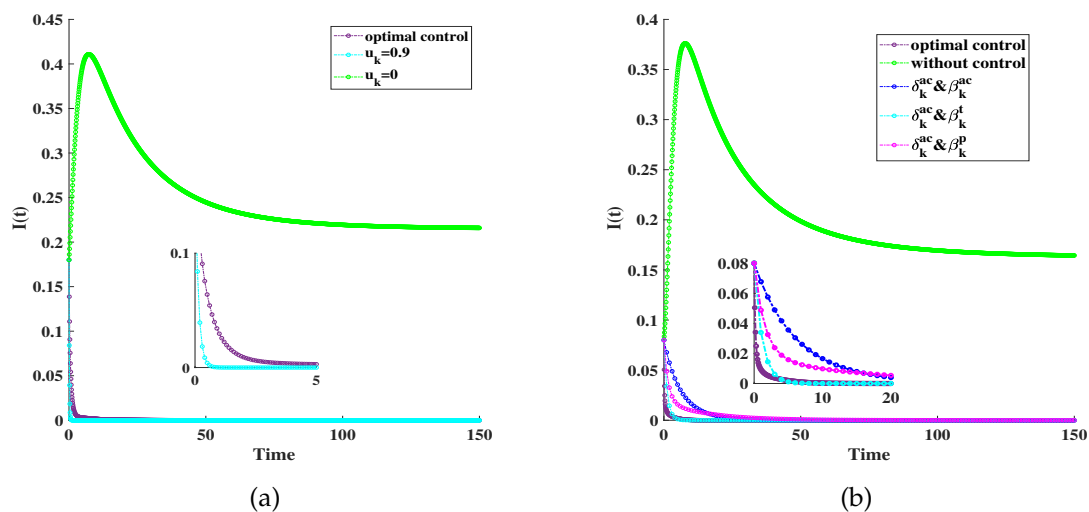 0.45
0.4
0.35
0.3
0.25
0.2
0.15
0.1
0.05
0
I(t)
0 50 100 150
Time
optimal control
u_k=0.9
u_k=0
0.1
0
0 5
(a)
0.4
0.35
0.3
0.25
0.2
0.15
0.1
0.05
0
I(t)
0 50 100 150
Time
optimal control
without control
δ_k^ac&β_k^ac
δ_k^ac&β_k^t
δ_k^ac&β_k^p
0.08
0.06
0.04
0.02
0
0 5 10 15 20
(b)